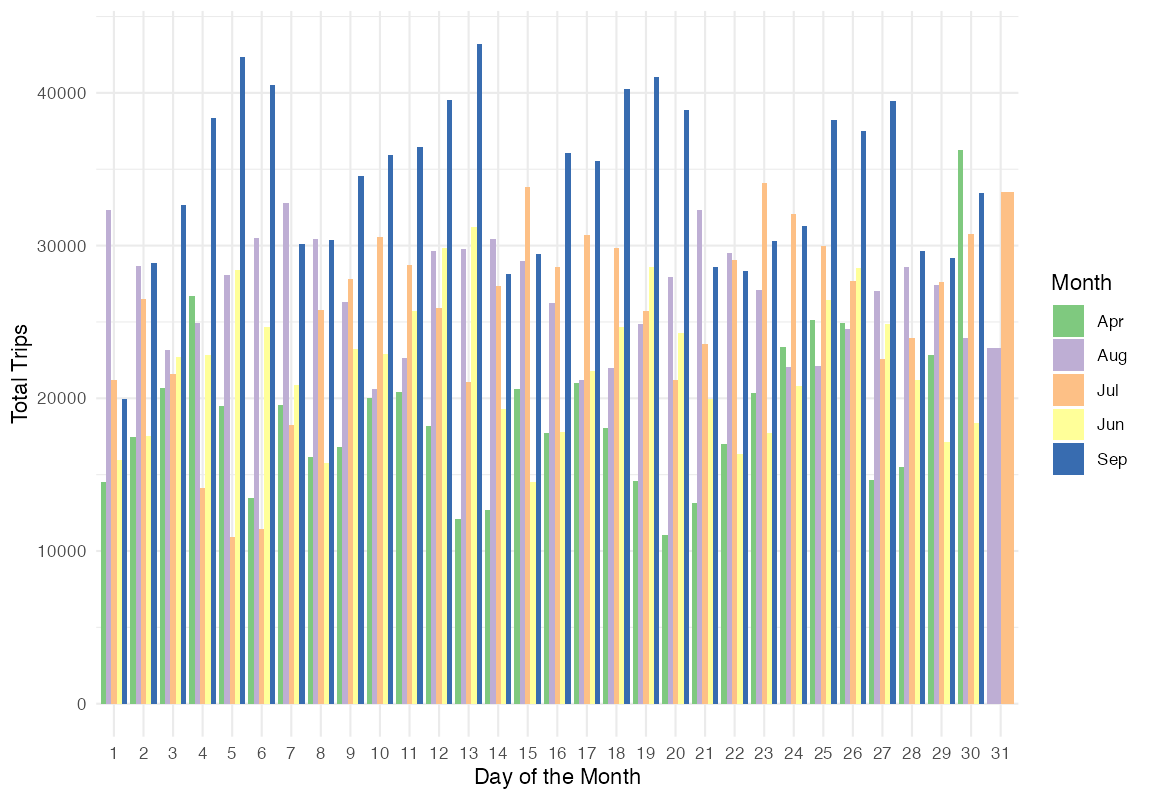 Total Trips
40000
30000
20000
10000
0
1 2 3 4 5 6 7 8 9 10 11 12 13 14 15 16 17 18 19 20 21 22 23 24 25 26 27 28 29 30 31
Day of the Month
Month
Apr
Aug
Jul
Jun
Sep